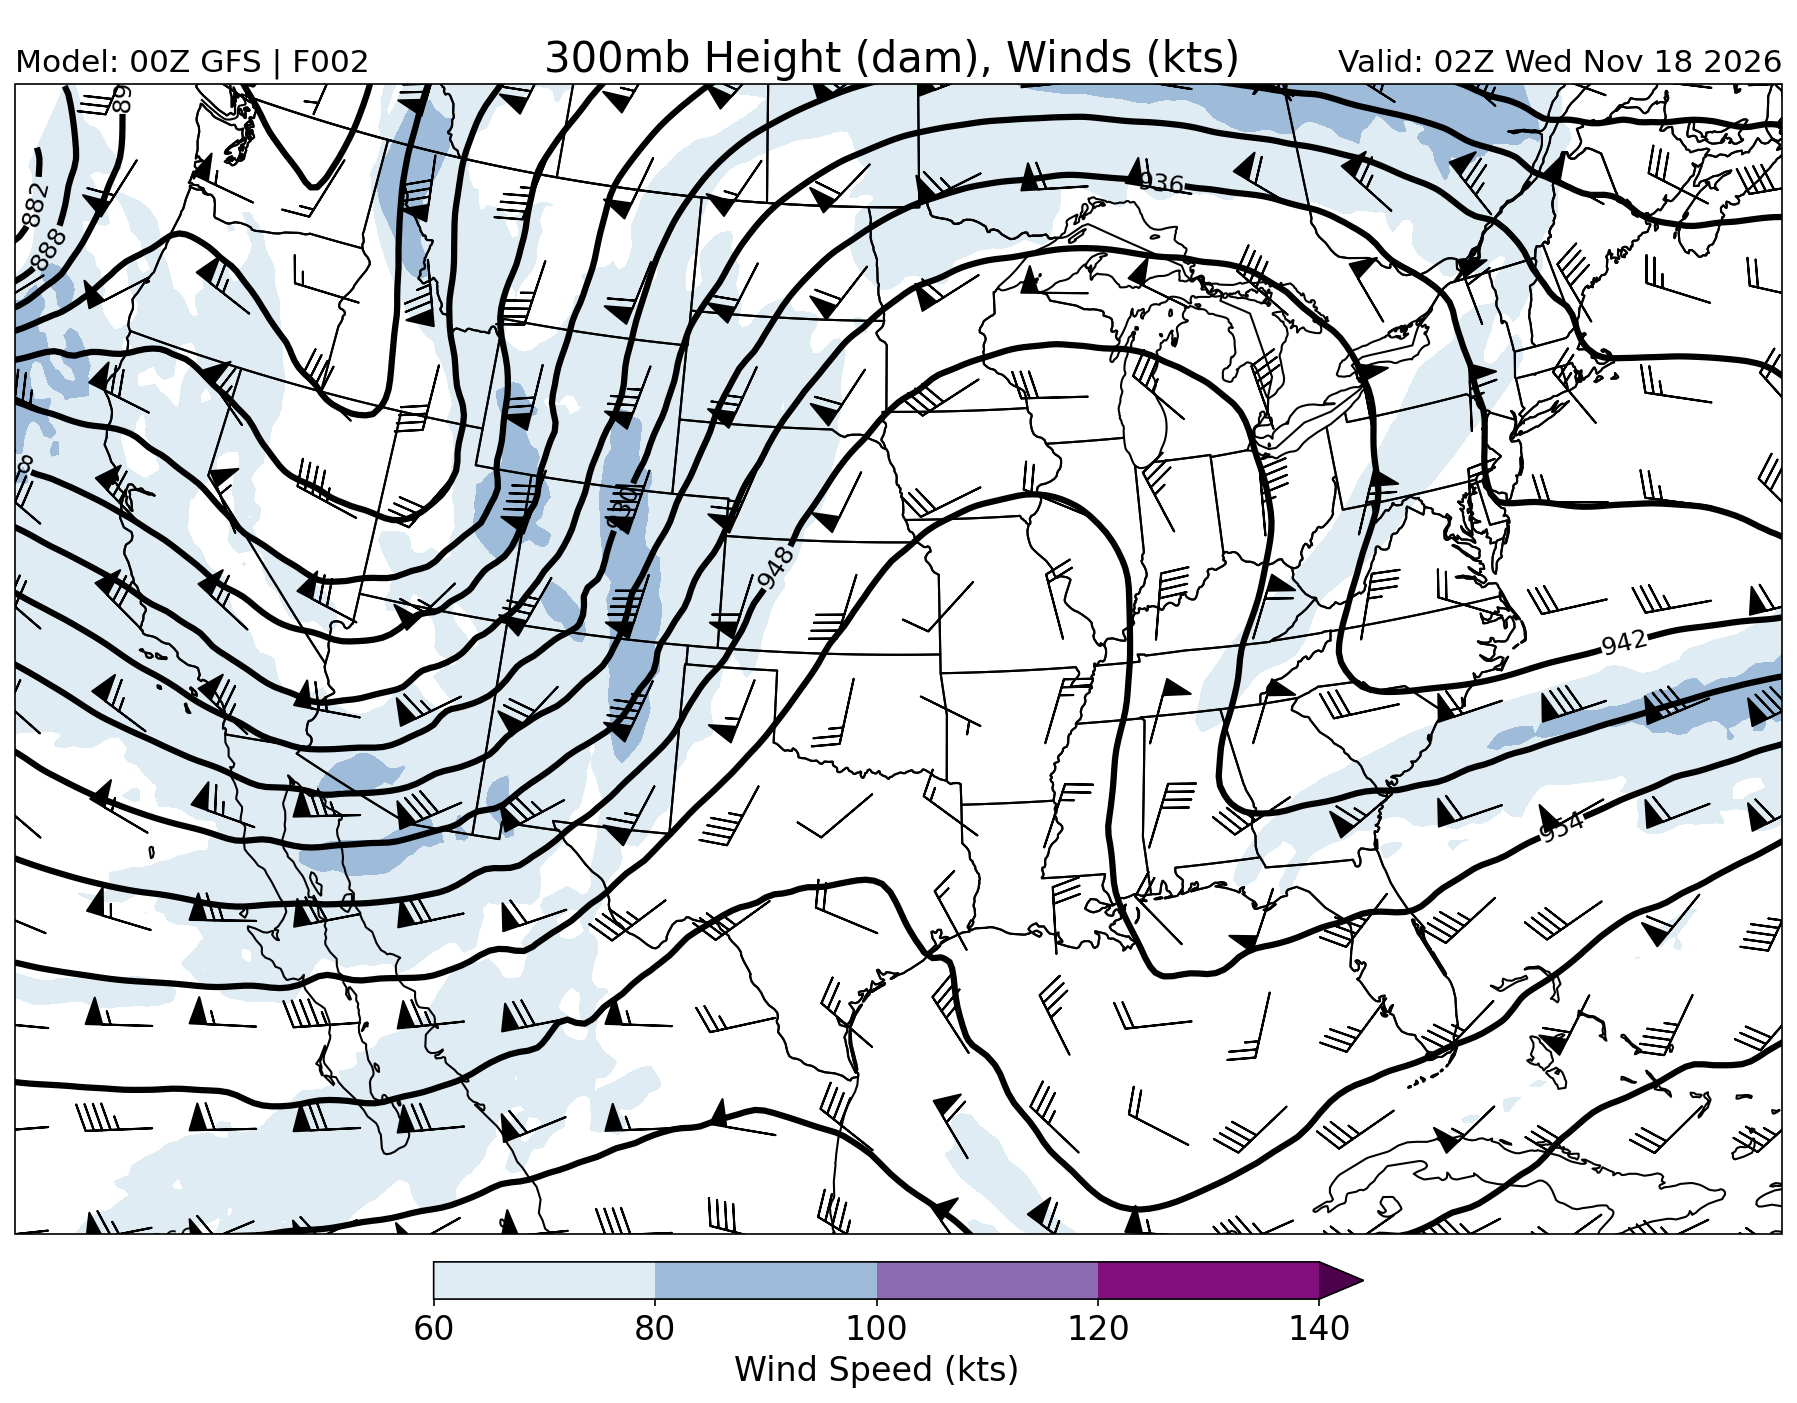 300mb Height (dam), Winds (kts)
Model: 00Z GFS | F002
Valid: 02Z Wed Nov 18 2026
882
888
936
930
948
942
954
60 80 100 120 140
Wind Speed (kts)